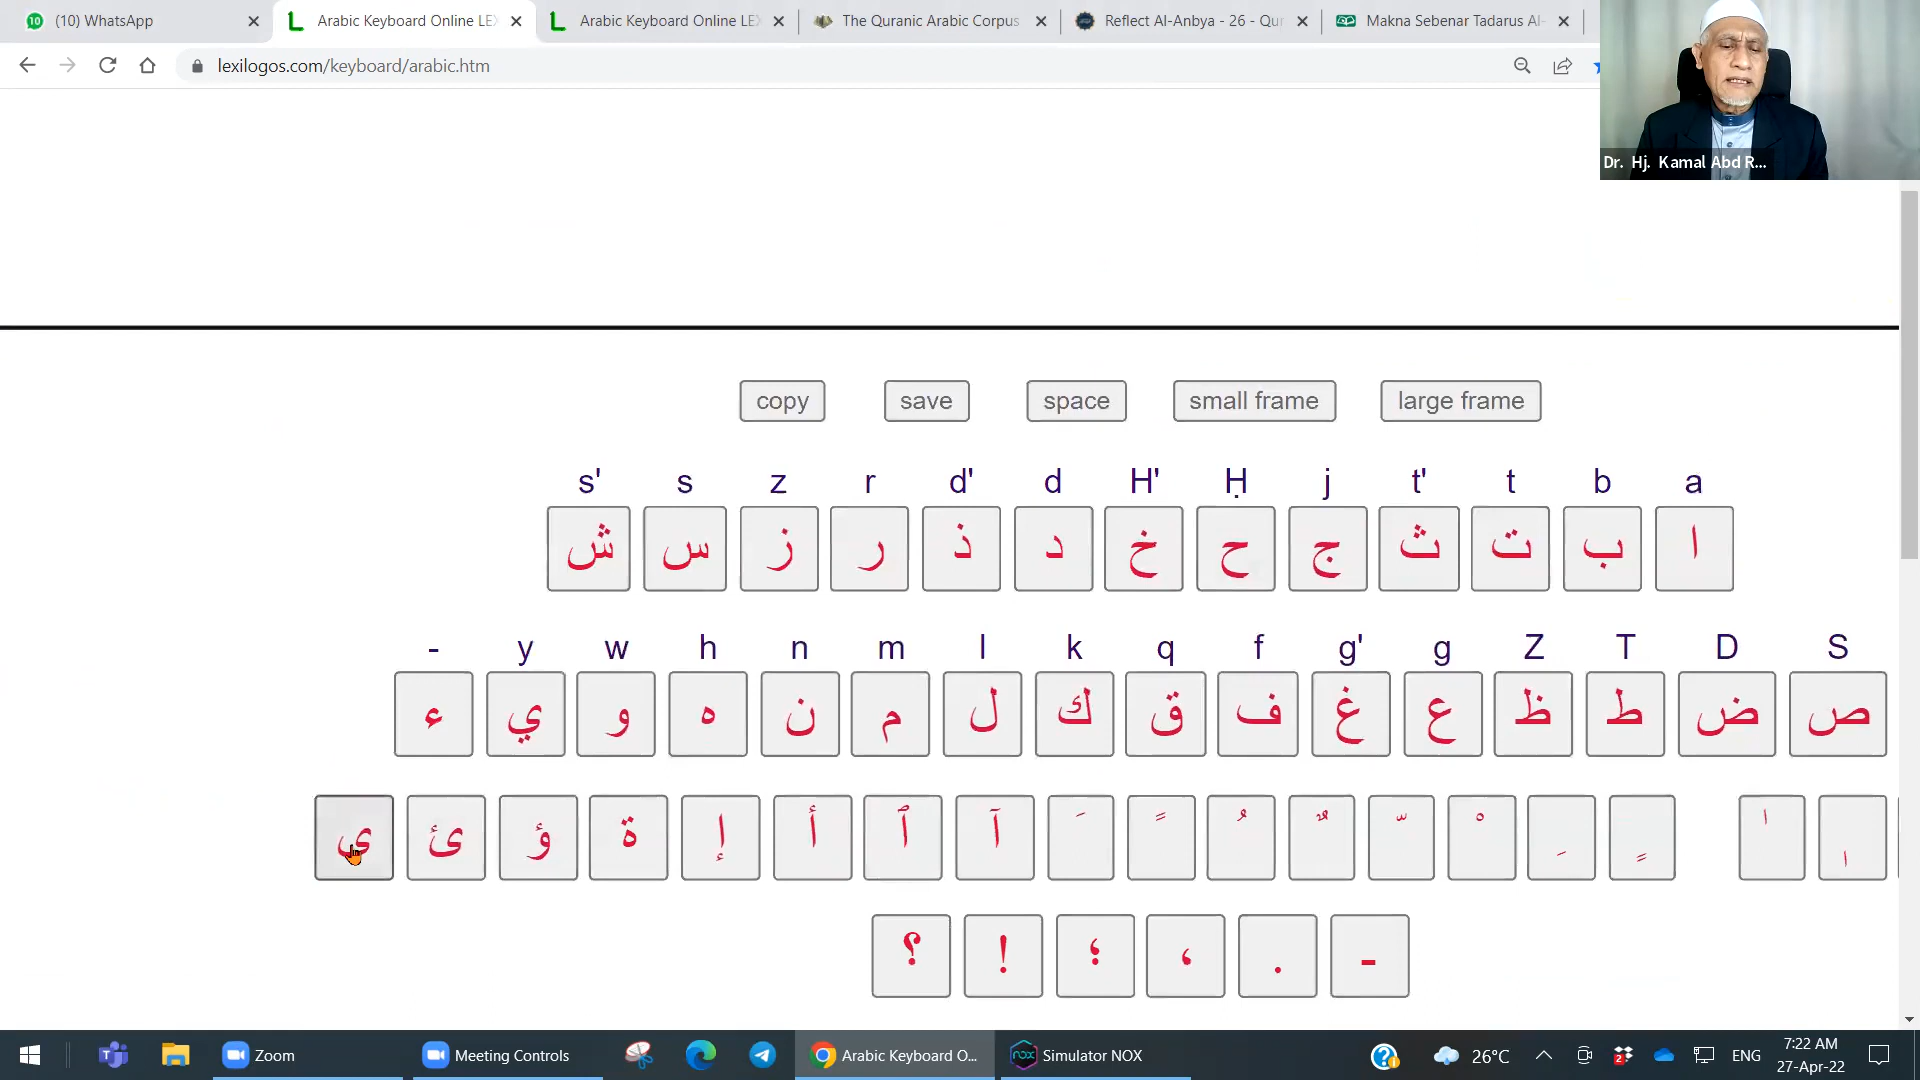 (10) WhatsApp
Arabic Keyboard Online LEX
Arabic Keyboard Online LEX
The Quranic Arabic Corpus
Reflect Al-Anbya - 26 - Qur
Makna Sebenar Tadarus Al-
lexilogos.com/keyboard/arabic.htm
Dr. Hj. Kamal Abd R...
copy save space small frame large frame
s' s z r d' d H' Ḥ j t' t b a
ش س ز ر ذ د خ ح ج ث ت ب ا
- y w h n m l k q f g' g Z T D S
ء ي و ه ن م ل ك ق ف غ ع ظ ط ض ص
ئ ؤ ة إ أ ٱ آ
؟ ! ؛ ، . -
Zoom
Meeting Controls
Arabic Keyboard O...
Simulator NOX
26°C
ENG
7:22 AM
27-Apr-22